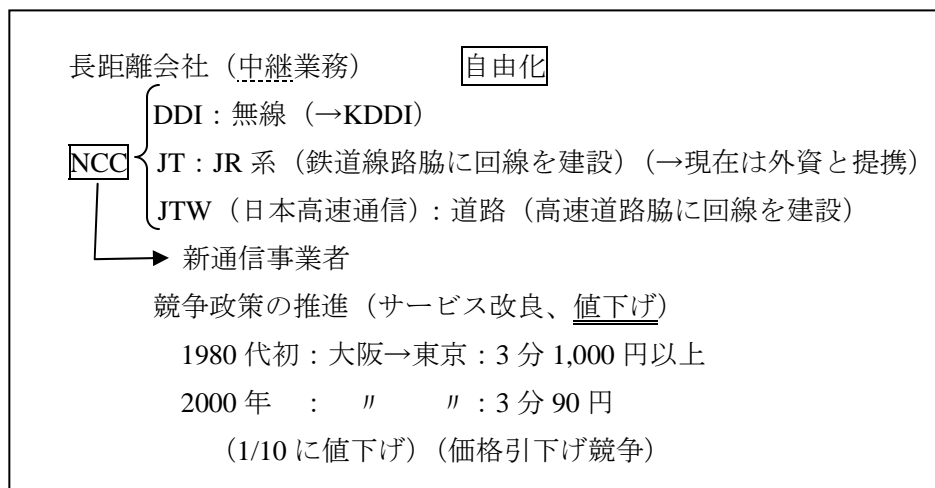 長距離会社（中継業務） 自由化
DDI：無線（→KDDI）
NCC JT：JR 系（鉄道線路脇に回線を建設）（→現在は外資と提携）
JTW（日本高速通信）：道路（高速道路脇に回線を建設）
新通信事業者
競争政策の推進（サービス改良、値下げ）
1980 代初：大阪→東京：3 分 1,000 円以上
2000 年 ： 〃 〃：3 分 90 円
（1/10 に値下げ）（価格引下げ競争）